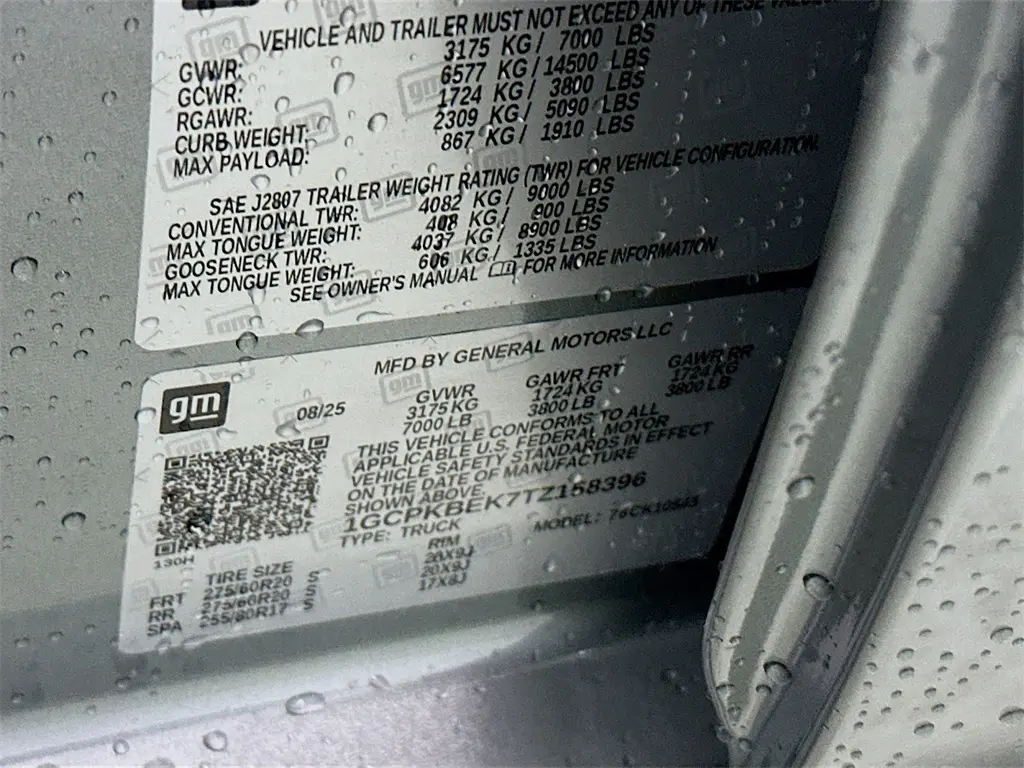 VEHICLE AND TRAILER MUST NOT EXCEED ANY OF THESE VALUES
GVWR: 3175 KG / 7000 LBS
GCWR: 6577 KG / 14500 LBS
RGAWR: 1724 KG / 3800 LBS
CURB WEIGHT: 2309 KG / 5090 LBS
MAX PAYLOAD: 867 KG / 1910 LBS
SAE J2807 TRAILER WEIGHT RATING (TWR) FOR VEHICLE CONFIGURATION.
CONVENTIONAL TWR: 4082 KG / 9000 LBS
MAX TONGUE WEIGHT: 408 KG / 900 LBS
GOOSENECK TWR: 4037 KG / 8900 LBS
MAX TONGUE WEIGHT: 606 KG / 1335 LBS
SEE OWNER'S MANUAL FOR MORE INFORMATION
MFD BY GENERAL MOTORS LLC
gm 08/25
GVWR GAWR FRT GAWR RR
3175 KG 1724 KG 1724 KG
7000 LB 3800 LB 3800 LB
THIS VEHICLE CONFORMS TO ALL
APPLICABLE U.S. FEDERAL MOTOR
VEHICLE SAFETY STANDARDS IN EFFECT
ON THE DATE OF MANUFACTURE
SHOWN ABOVE
1GCPKBEK7TZ158396
TYPE: TRUCK MODEL:
130H
TIRE SIZE RIM
FRT 275/60R20 S 20X9J
RR 275/60R20 S 20X9J
SPA 255/80R17 S 17X8J